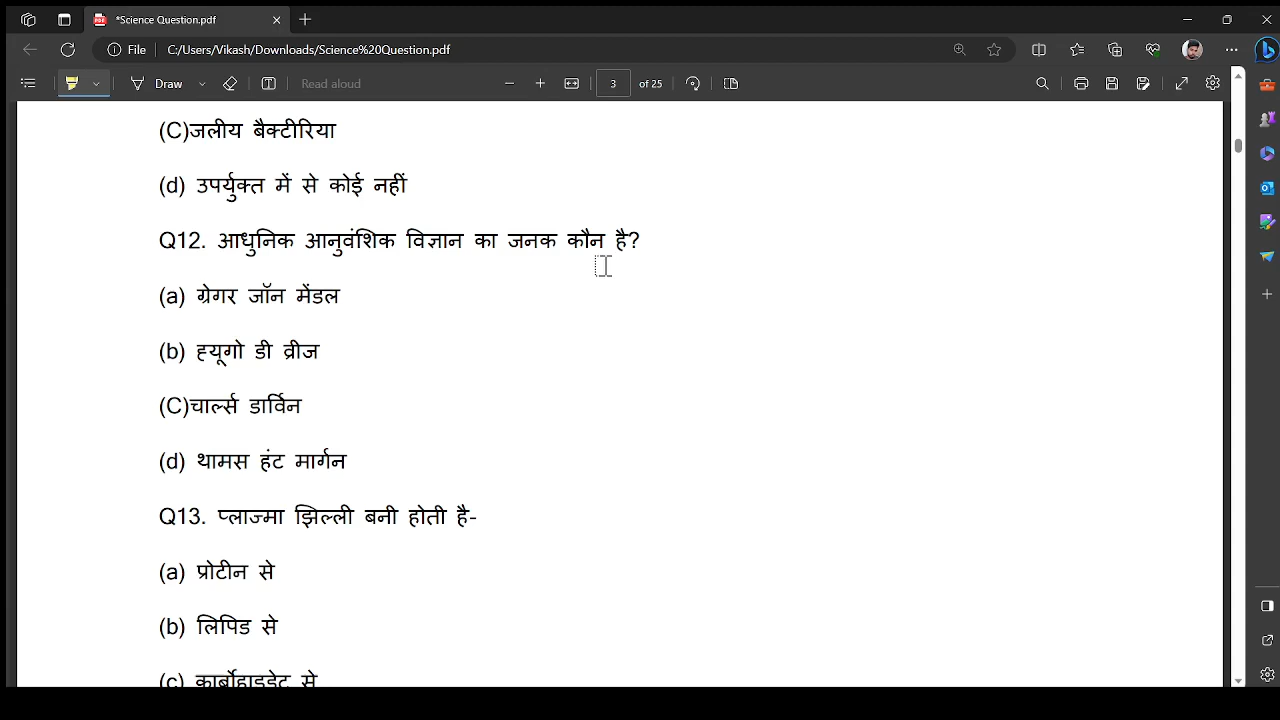 *Science Question.pdf
File C:/Users/Vikash/Downloads/Science%20Question.pdf
Draw Read aloud 3 of 25
(C)जलीय बैक्टीरिया
(d) उपर्युक्त में से कोई नहीं
Q12. आधुनिक आनुवंशिक विज्ञान का जनक कौन है?
(a) ग्रेगर जॉन मेंडल
(b) ह्यूगो डी व्रीज
(C)चार्ल्स डार्विन
(d) थामस हंट मार्गन
Q13. प्लाज्मा झिल्ली बनी होती है-
(a) प्रोटीन से
(b) लिपिड से
(c) कार्बोहाइड्रेट से